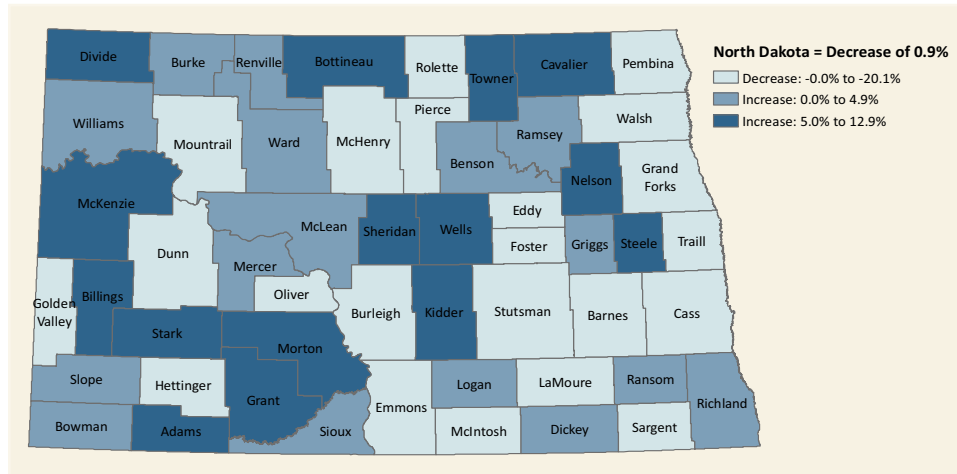 North Dakota = Decrease of 0.9%
Decrease: -0.0% to -20.1%
Increase: 0.0% to 4.9%
Increase: 5.0% to 12.9%
Divide
Burke
Renville
Bottineau
Rolette
Towner
Cavalier
Pembina
Williams
Mountrail
Ward
McHenry
Pierce
Benson
Ramsey
Walsh
McKenzie
Nelson
Grand
Forks
Dunn
McLean
Sheridan
Wells
Eddy
Foster
Griggs
Steele
Traill
Mercer
Oliver
Golden
Valley
Billings
Stark
Burleigh
Kidder
Stutsman
Barnes
Cass
Morton
Slope
Hettinger
Grant
Emmons
Logan
LaMoure
Ransom
Richland
Bowman
Adams
Sioux
McIntosh
Dickey
Sargent